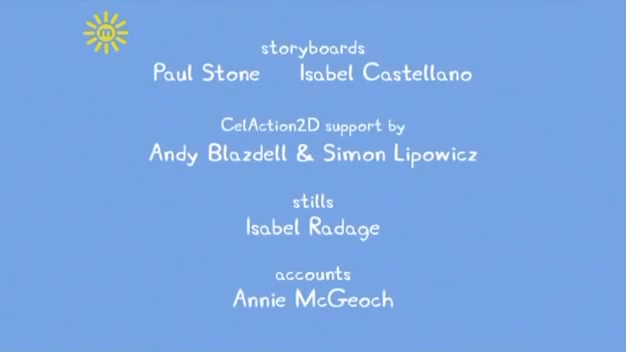 m
storyboards
Paul Stone Isabel Castellano
CelAction2D support by
Andy Blazdell & Simon Lipowicz
stills
Isabel Radage
accounts
Annie McGeoch